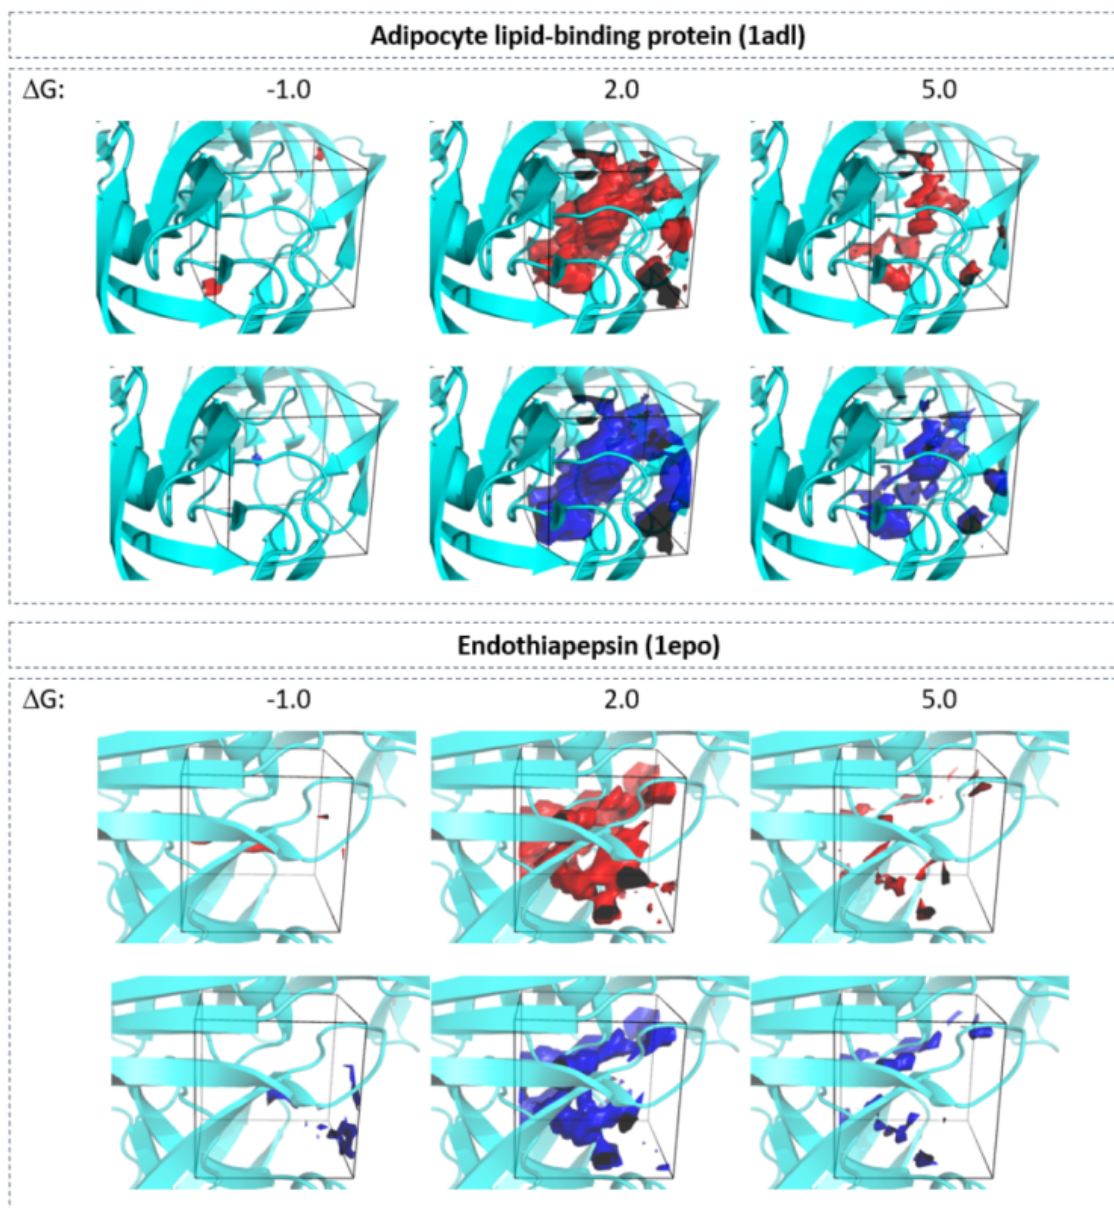 Adipocyte lipid-binding protein (1adl)
ΔG: -1.0 2.0 5.0
Endothiapepsin (1epo)
ΔG: -1.0 2.0 5.0